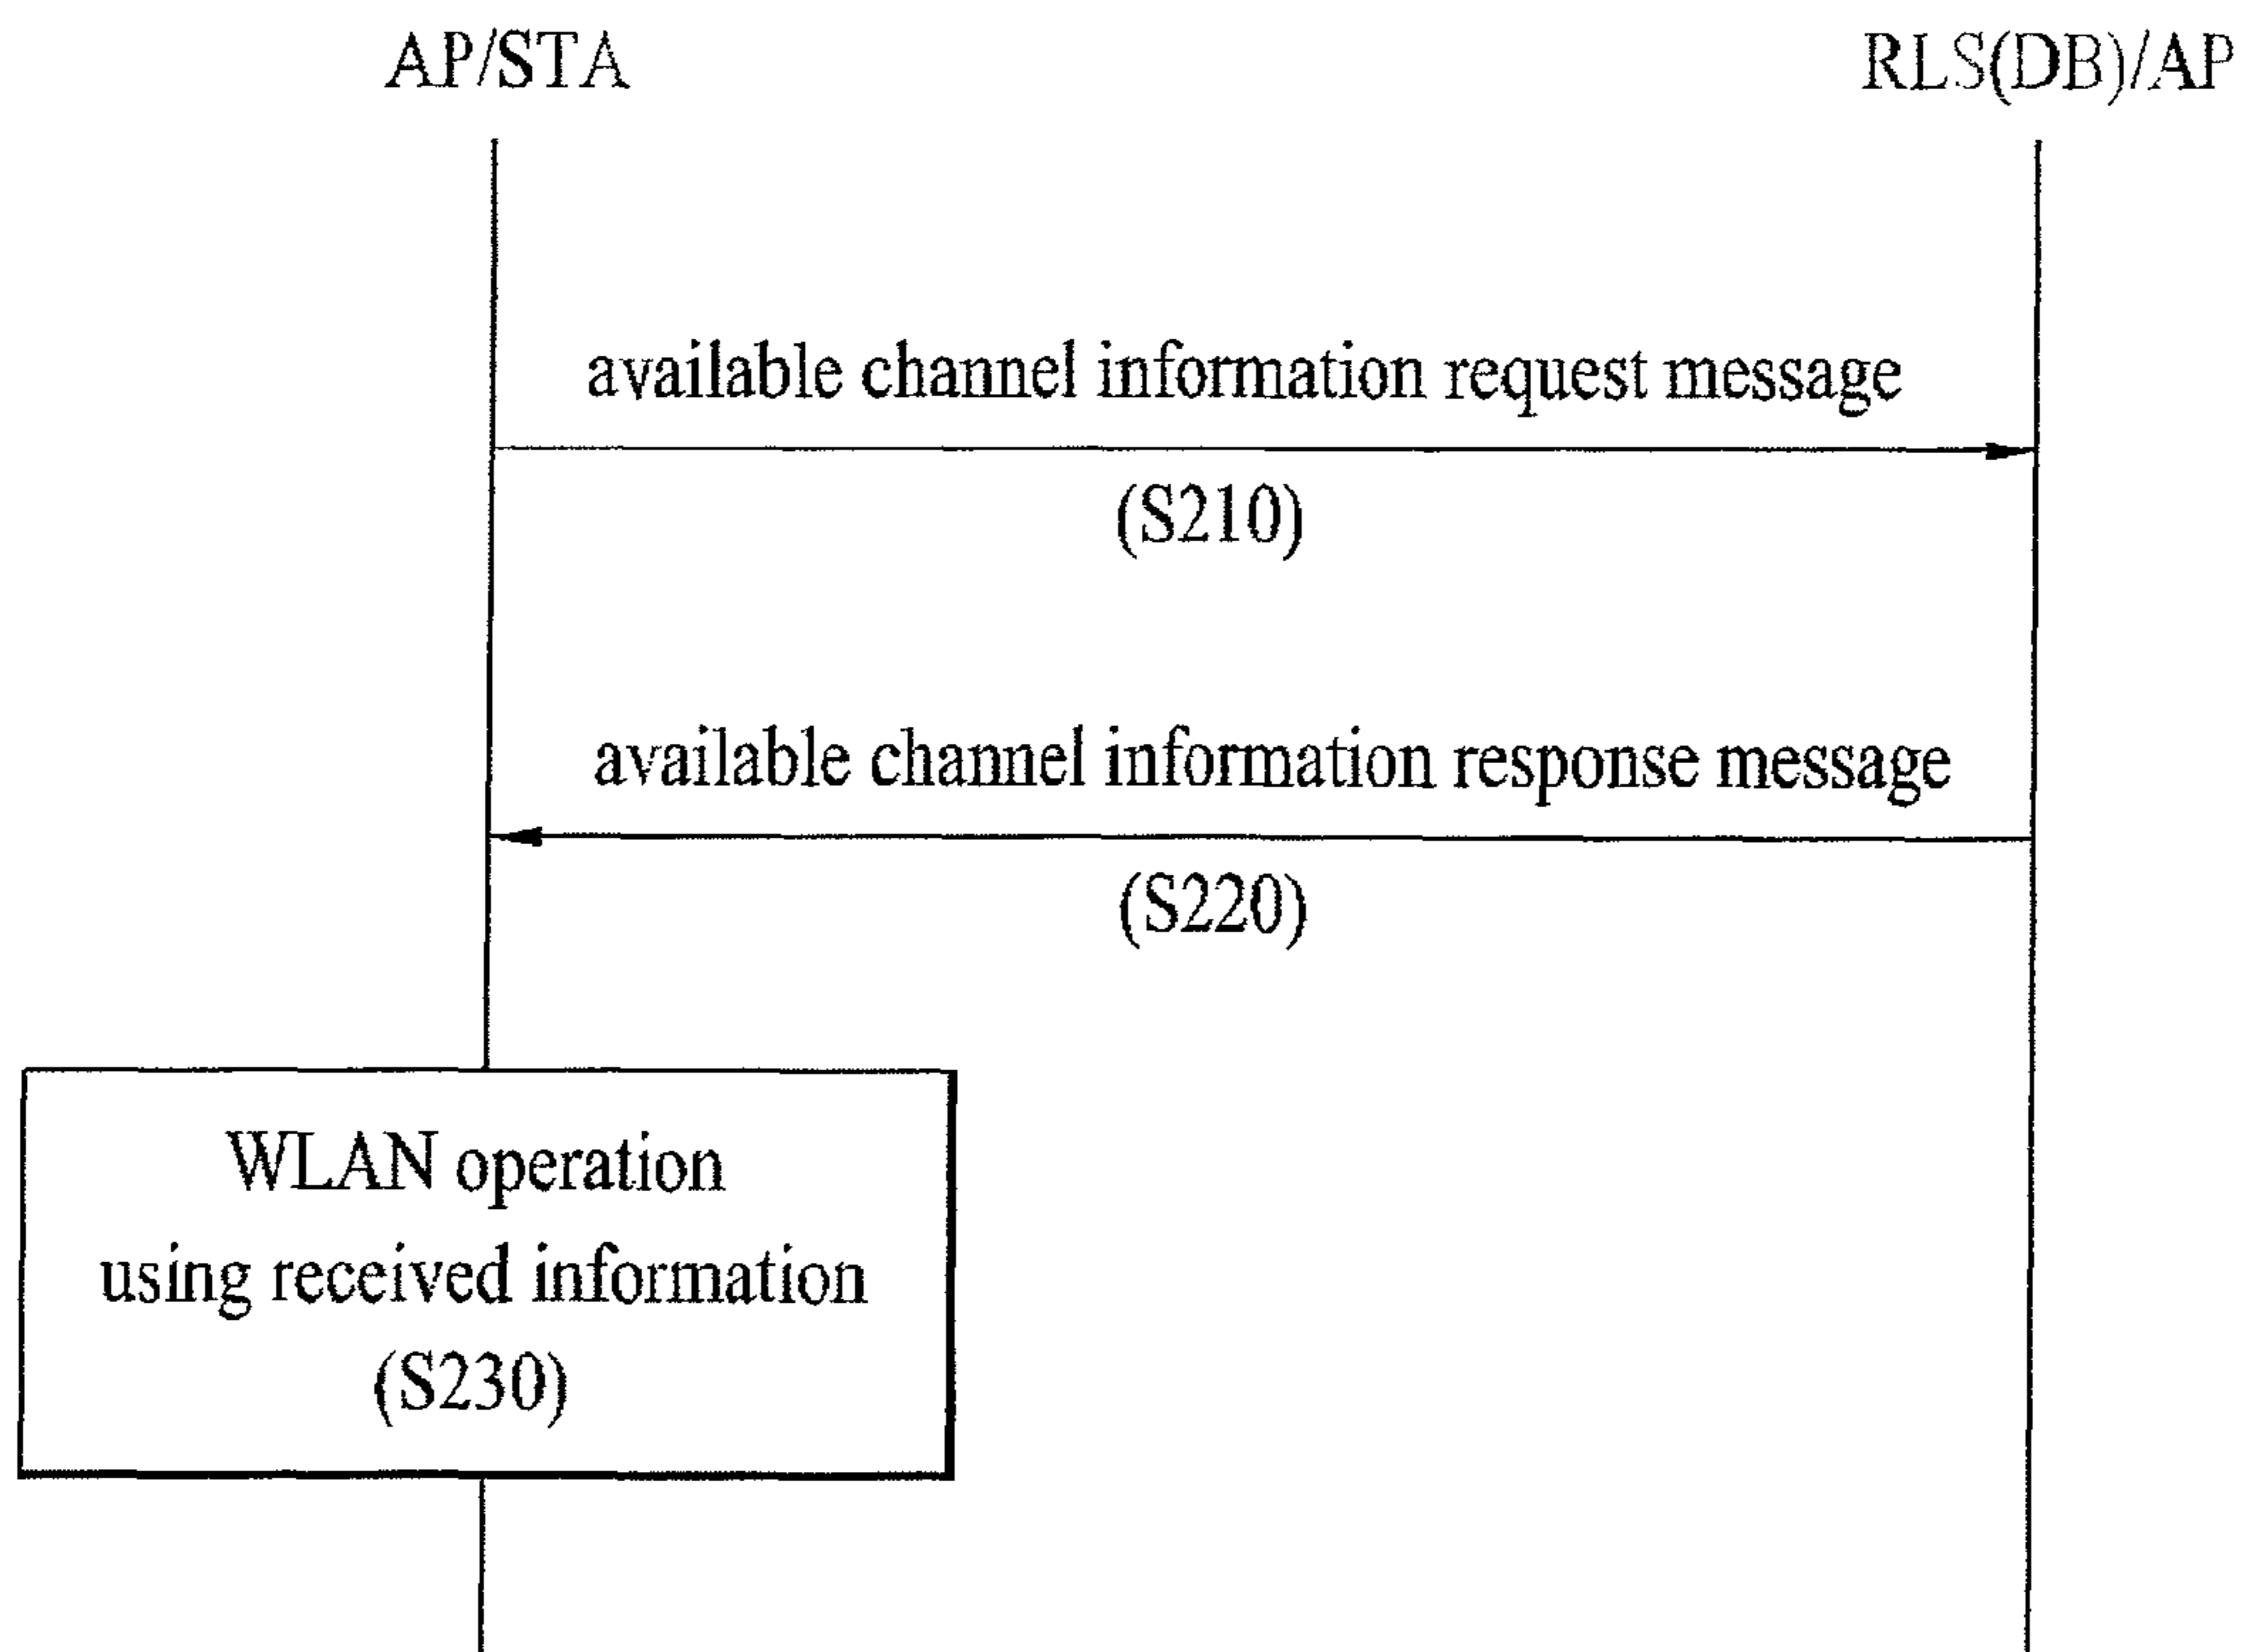 AP/STA
RLS(DB)/AP
available channel information request message
(S210)
available channel information response message
(S220)
WLAN operation
using received information
(S230)